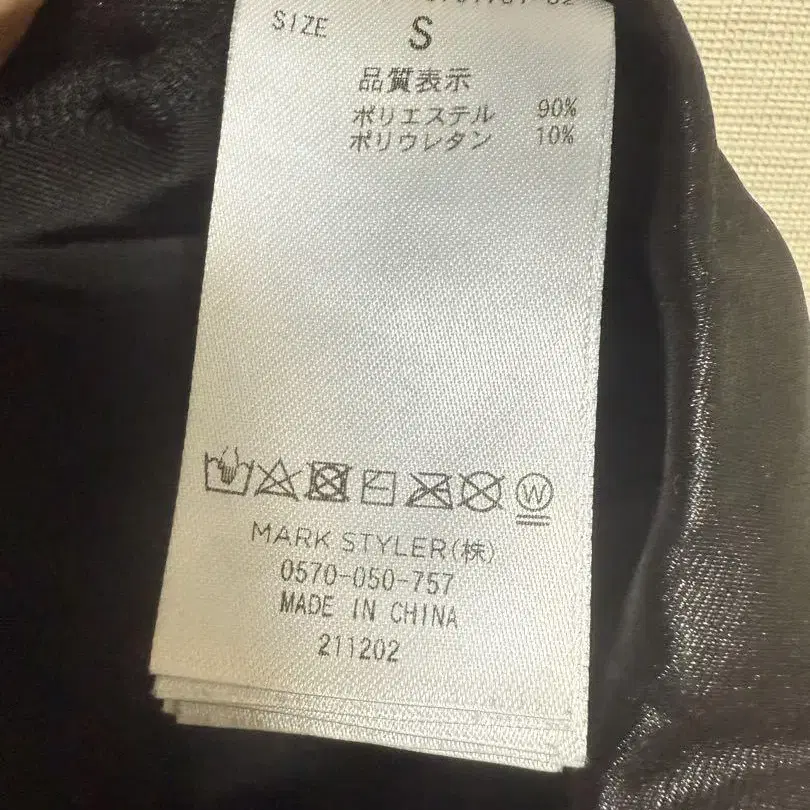 SIZE S
品質表示
ポリエステル 90%
ポリウレタン 10%
W
MARK STYLER(株)
0570-050-757
MADE IN CHINA
211202